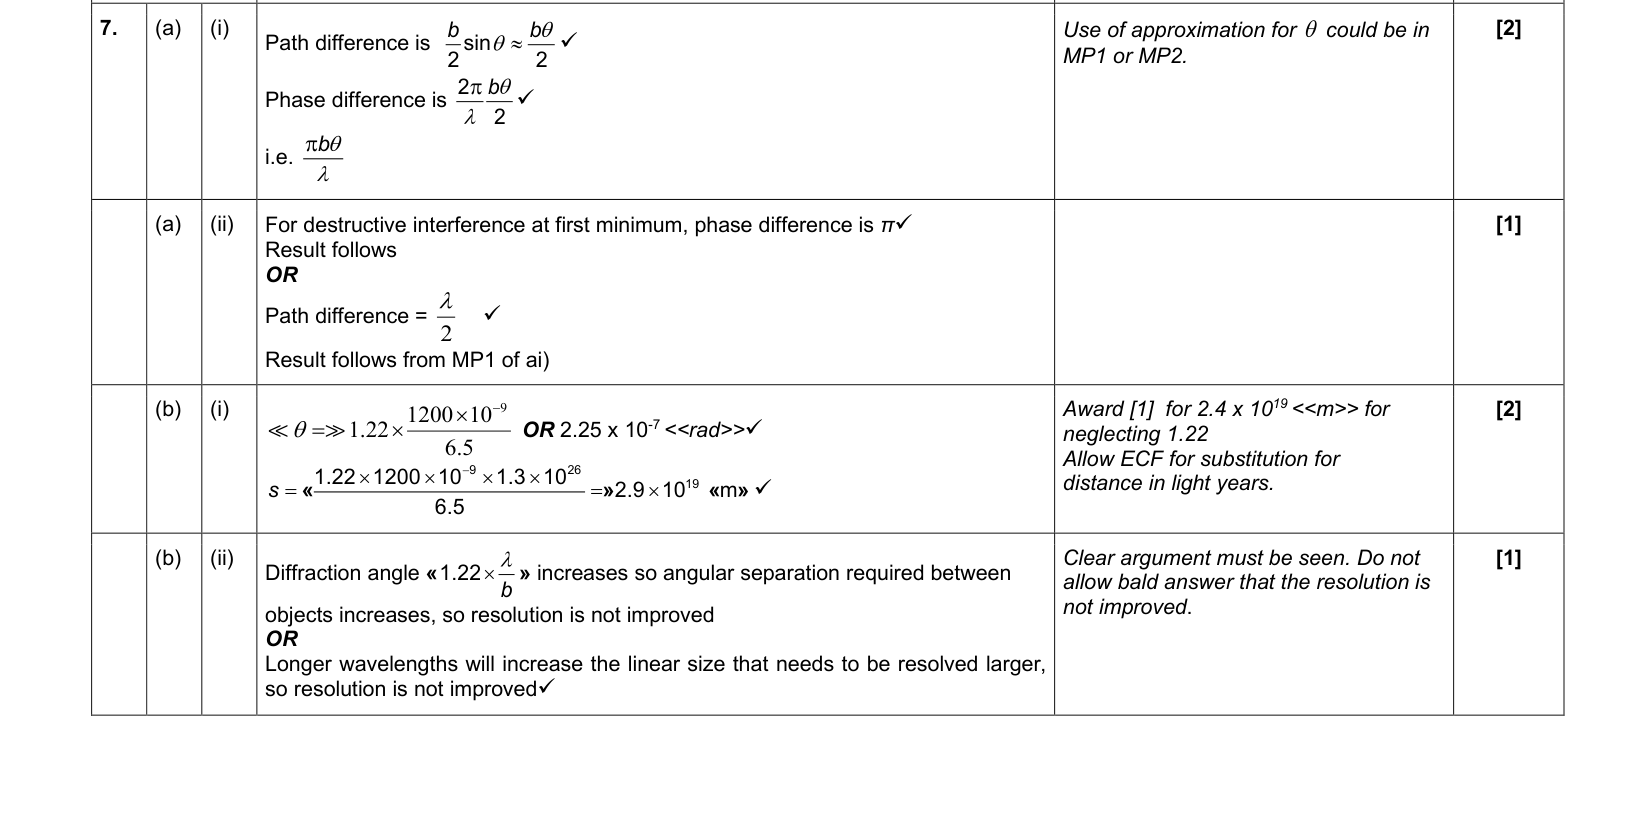 7. (a) (i) Path difference is b/2 sinθ ≈ bθ/2 ✓ Use of approximation for θ could be in [2]
MP1 or MP2.
Phase difference is 2π/λ bθ/2 ✓
i.e. πbθ/λ
(a) (ii) For destructive interference at first minimum, phase difference is π✓ [1]
Result follows
OR
Path difference = λ/2 ✓
Result follows from MP1 of ai)
(b) (i) ≪ θ =≫ 1.22 × 1200×10⁻⁹/6.5 OR 2.25 x 10⁻⁷ <<rad>>✓ Award [1] for 2.4 x 10¹⁹ <<m>> for [2]
neglecting 1.22
Allow ECF for substitution for
distance in light years.
s = «1.22×1200×10⁻⁹×1.3×10²⁶/6.5 =»2.9×10¹⁹ «m» ✓
(b) (ii) Diffraction angle «1.22× λ/b » increases so angular separation required between Clear argument must be seen. Do not [1]
allow bald answer that the resolution is
not improved.
objects increases, so resolution is not improved
OR
Longer wavelengths will increase the linear size that needs to be resolved larger,
so resolution is not improved✓